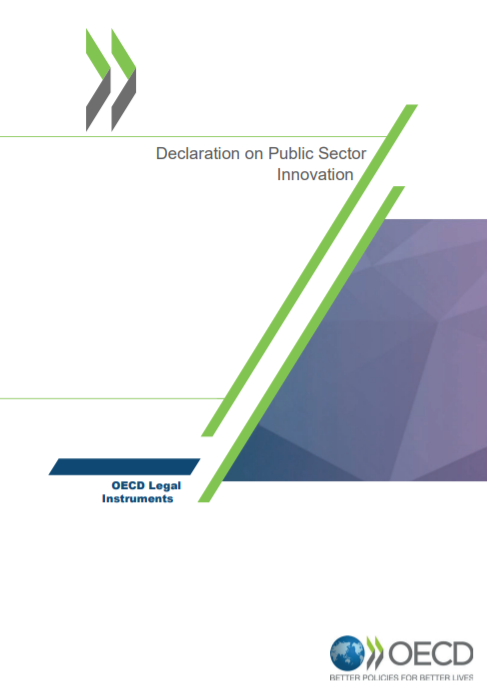 Declaration on Public Sector
Innovation
OECD Legal
Instruments
OECD
BETTER POLICIES FOR BETTER LIVES